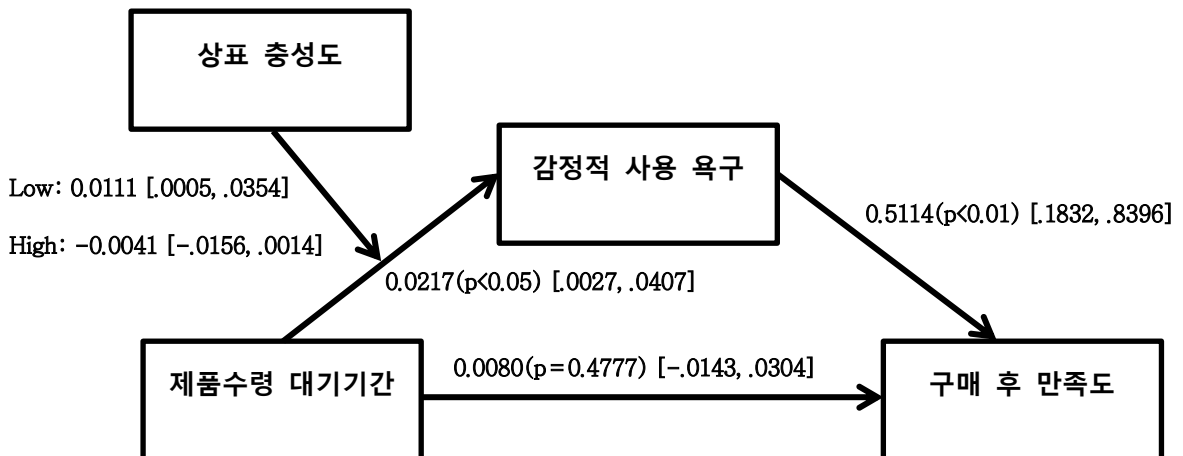 상표 충성도
감정적 사용 욕구
Low: 0.0111 [.0005, .0354]
0.5114(p<0.01) [.1832, .8396]
High: -0.0041 [-.0156, .0014]
0.0217(p<0.05) [.0027, .0407]
제품수령 대기기간
0.0080(p=0.4777) [-.0143, .0304]
구매 후 만족도